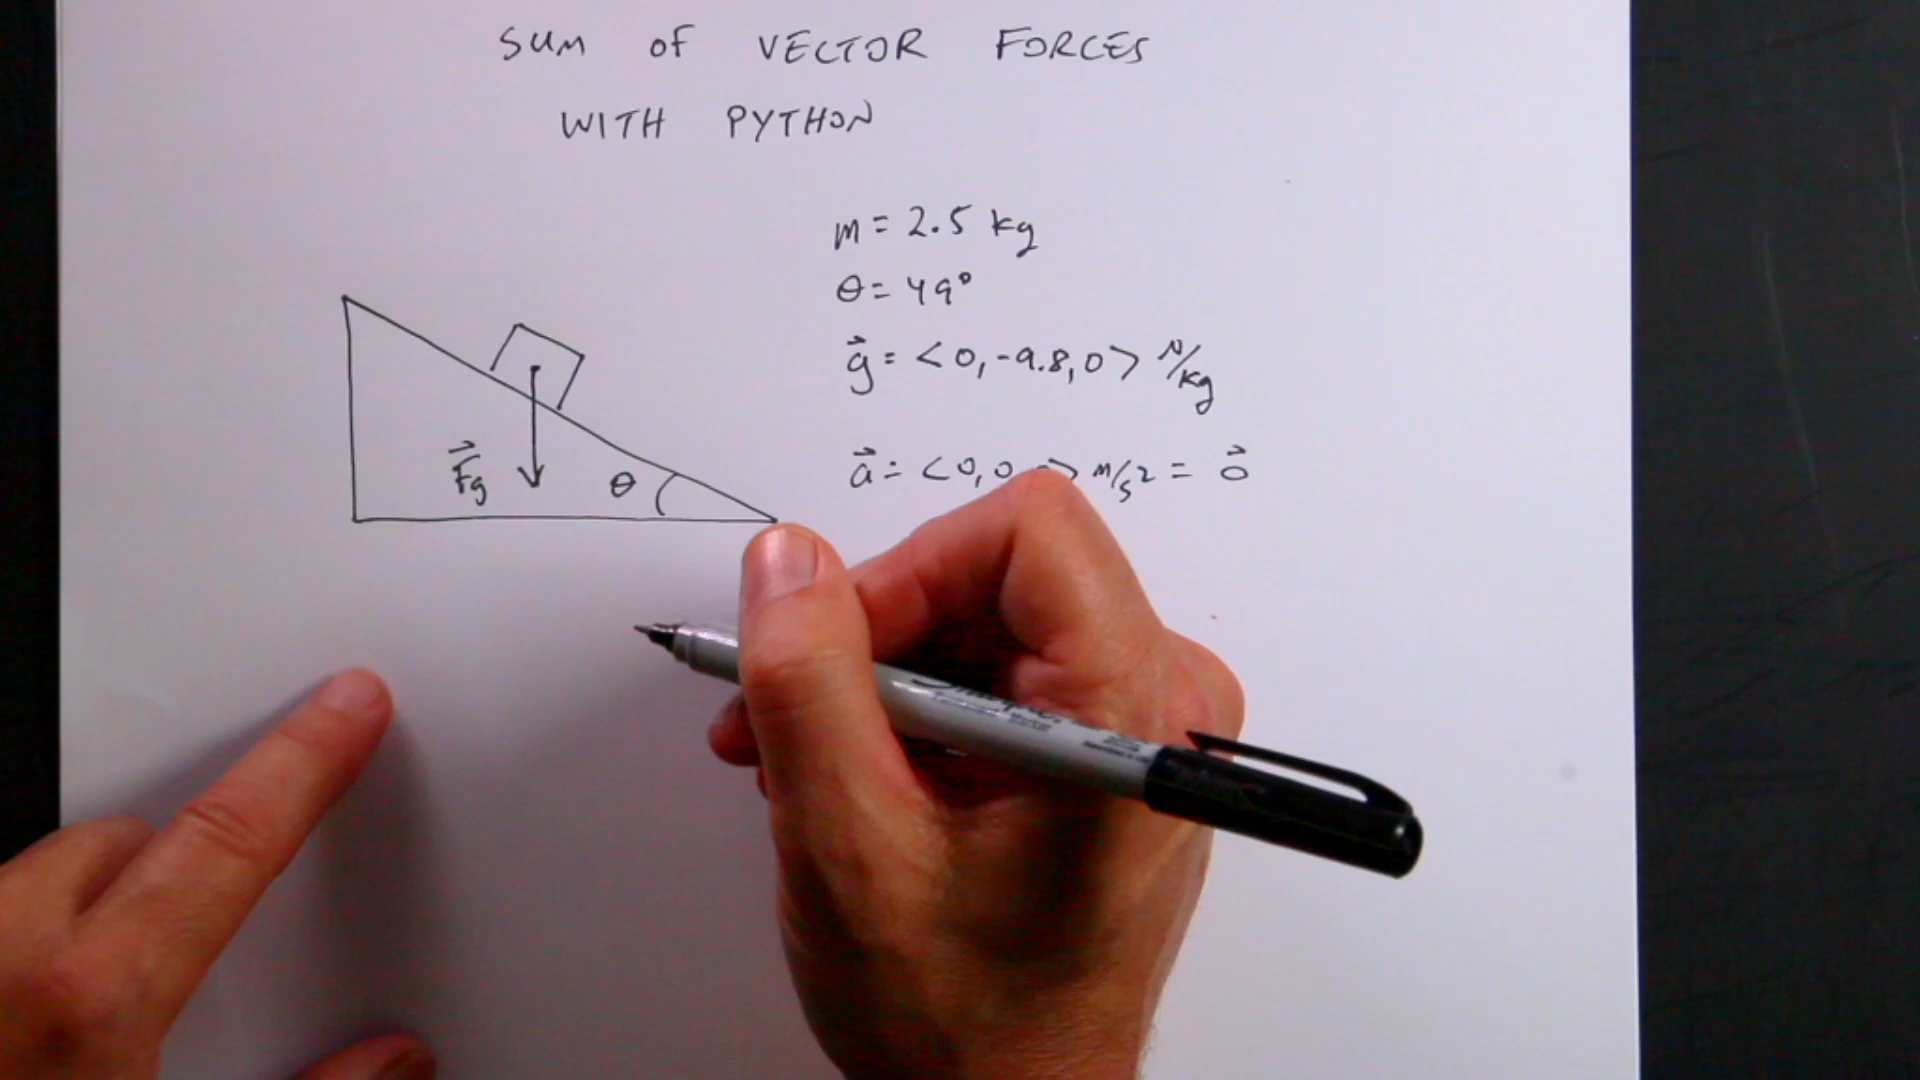 SUM OF VECTOR FORCES
WITH PYTHON
m = 2.5 kg
θ = 49°
g⃗ = <0, -9.8, 0> N/kg
F⃗g
θ
a⃗ = <0, 0 > m/s² = 0⃗